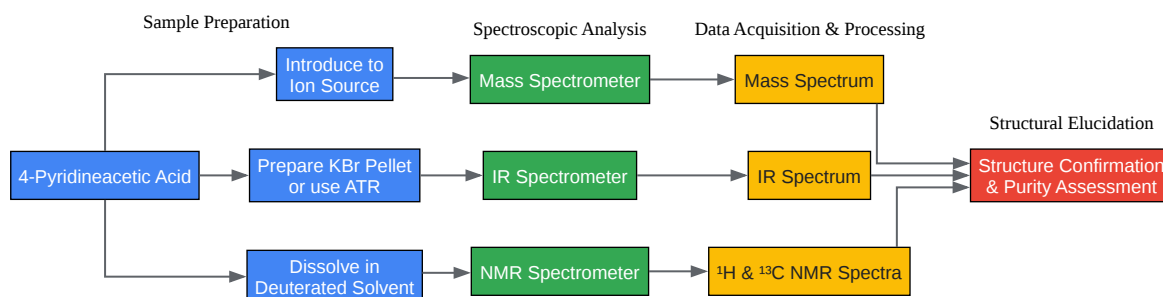 Sample Preparation
Spectroscopic Analysis
Data Acquisition & Processing
Introduce to
Ion Source
Mass Spectrometer
Mass Spectrum
Structural Elucidation
4-Pyridineacetic Acid
Prepare KBr Pellet
or use ATR
IR Spectrometer
IR Spectrum
Structure Confirmation
& Purity Assessment
Dissolve in
Deuterated Solvent
NMR Spectrometer
¹H & ¹³C NMR Spectra